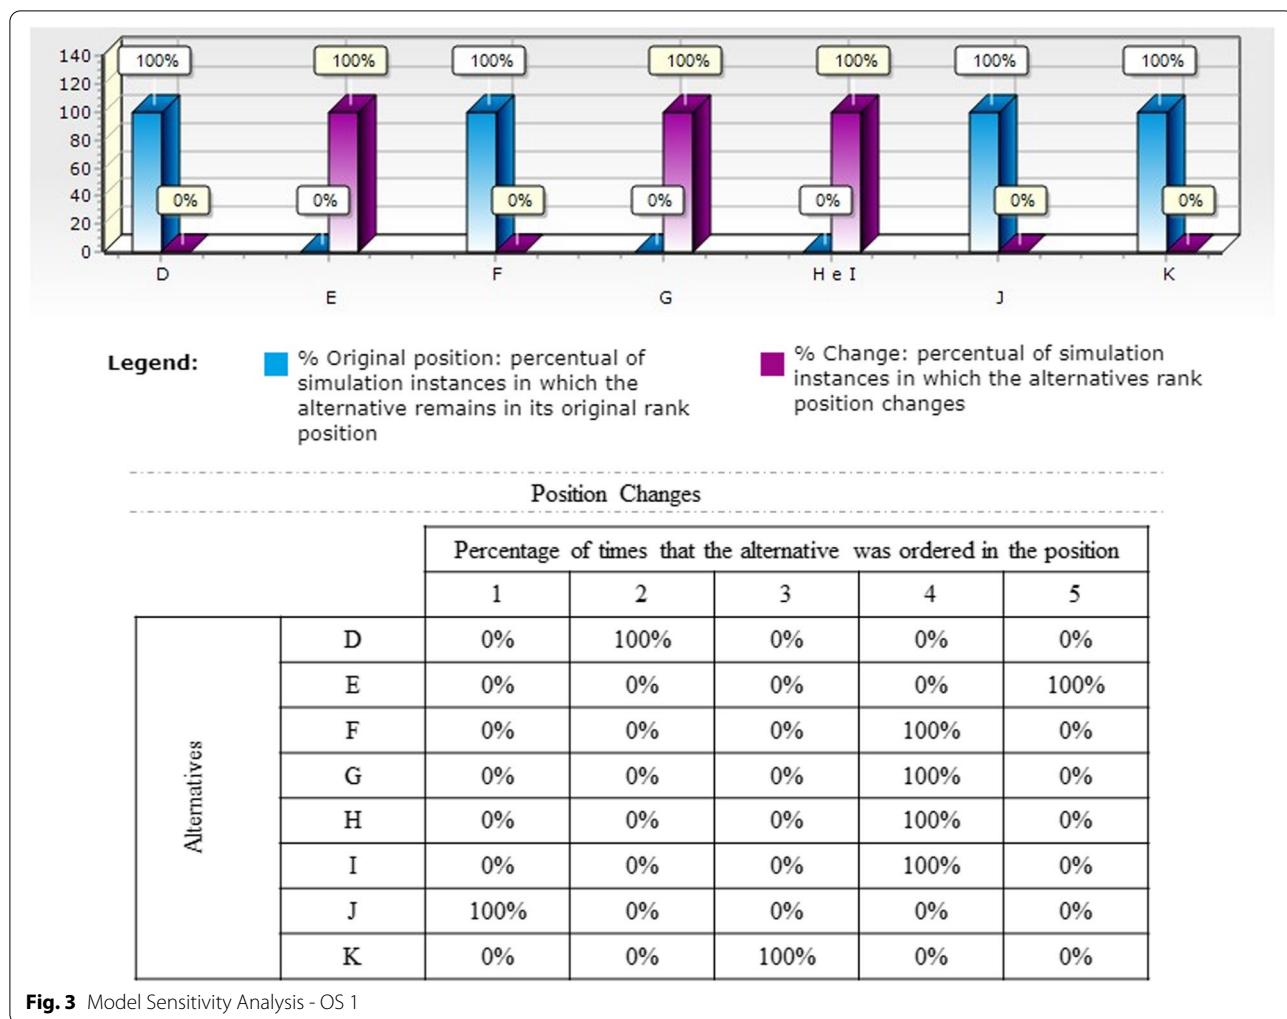 140
120
100
80
60
40
20
0
100% 100% 100% 100% 100% 100% 100%
0% 0% 0% 0% 0% 0% 0%
D F H e I K
E G J
Legend:
% Original position: percentual of
simulation instances in which the
alternative remains in its original rank
position
% Change: percentual of simulation
instances in which the alternatives rank
position changes
Position Changes
Percentage of times that the alternative was ordered in the position
1 2 3 4 5
Alternatives
D 0% 100% 0% 0% 0%
E 0% 0% 0% 0% 100%
F 0% 0% 0% 100% 0%
G 0% 0% 0% 100% 0%
H 0% 0% 0% 100% 0%
I 0% 0% 0% 100% 0%
J 100% 0% 0% 0% 0%
K 0% 0% 100% 0% 0%
Fig. 3 Model Sensitivity Analysis - OS 1